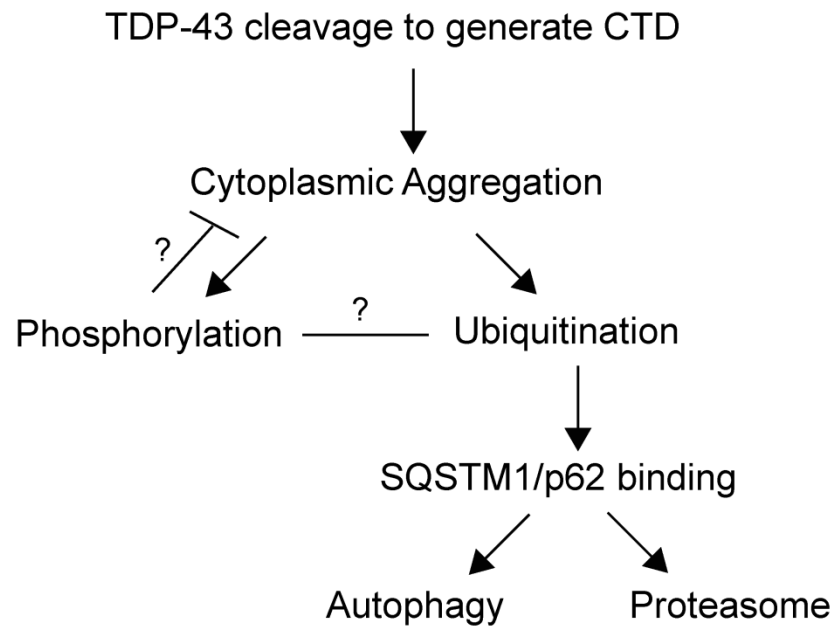 TDP-43 cleavage to generate CTD
Cytoplasmic Aggregation
?
?
Phosphorylation
Ubiquitination
SQSTM1/p62 binding
Autophagy
Proteasome